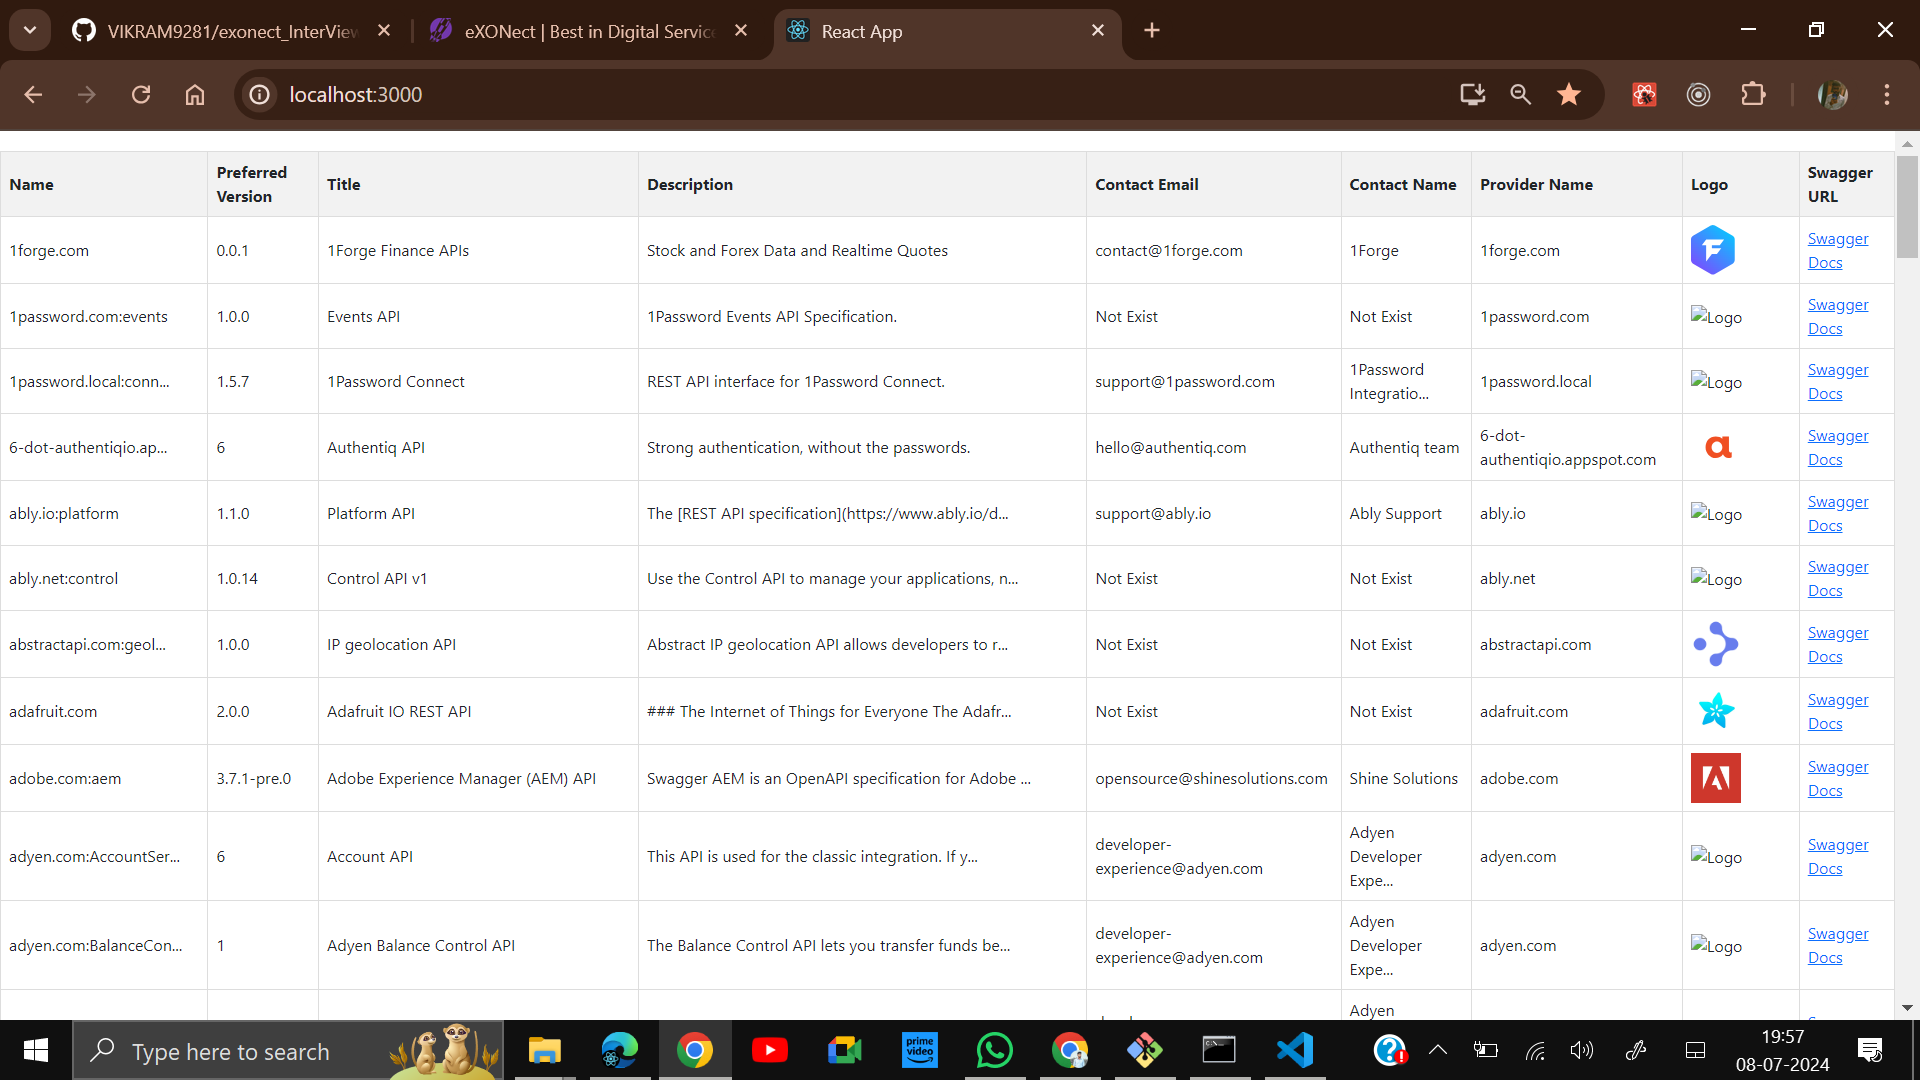 VIKRAM9281/exonect_InterView
eXONect | Best in Digital Service
React App
localhost:3000
Name
Preferred
Version
Title
Description
Contact Email
Contact Name
Provider Name
Logo
Swagger
URL
1forge.com
0.0.1
1Forge Finance APIs
Stock and Forex Data and Realtime Quotes
contact@1forge.com
1Forge
1forge.com
Swagger
Docs
1password.com:events
1.0.0
Events API
1Password Events API Specification.
Not Exist
Not Exist
1password.com
Logo
Swagger
Docs
1password.local:conn...
1.5.7
1Password Connect
REST API interface for 1Password Connect.
support@1password.com
1Password
Integratio...
1password.local
Logo
Swagger
Docs
6-dot-authentiqio.ap...
6
Authentiq API
Strong authentication, without the passwords.
hello@authentiq.com
Authentiq team
6-dot-
authentiqio.appspot.com
Swagger
Docs
ably.io:platform
1.1.0
Platform API
The [REST API specification](https://www.ably.io/d...
support@ably.io
Ably Support
ably.io
Logo
Swagger
Docs
ably.net:control
1.0.14
Control API v1
Use the Control API to manage your applications, n...
Not Exist
Not Exist
ably.net
Logo
Swagger
Docs
abstractapi.com:geol...
1.0.0
IP geolocation API
Abstract IP geolocation API allows developers to r...
Not Exist
Not Exist
abstractapi.com
Swagger
Docs
adafruit.com
2.0.0
Adafruit IO REST API
### The Internet of Things for Everyone The Adafr...
Not Exist
Not Exist
adafruit.com
Swagger
Docs
adobe.com:aem
3.7.1-pre.0
Adobe Experience Manager (AEM) API
Swagger AEM is an OpenAPI specification for Adobe ...
opensource@shinesolutions.com
Shine Solutions
adobe.com
Swagger
Docs
adyen.com:AccountSer...
6
Account API
This API is used for the classic integration. If y...
developer-
experience@adyen.com
Adyen
Developer
Expe...
adyen.com
Logo
Swagger
Docs
adyen.com:BalanceCon...
1
Adyen Balance Control API
The Balance Control API lets you transfer funds be...
developer-
experience@adyen.com
Adyen
Developer
Expe...
adyen.com
Logo
Swagger
Docs
Adyen
Type here to search
prime
video
19:57
08-07-2024